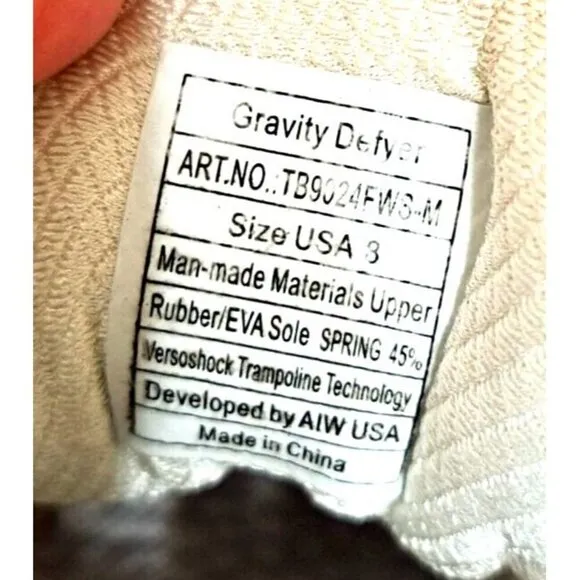 Gravity Defyer
ART.NO.:TB9024FWS-M
Size USA 8
Man-made Materials Upper
Rubber/EVA Sole SPRING 45%
Versoshock Trampoline Technology
Developed by AIW USA
Made in China